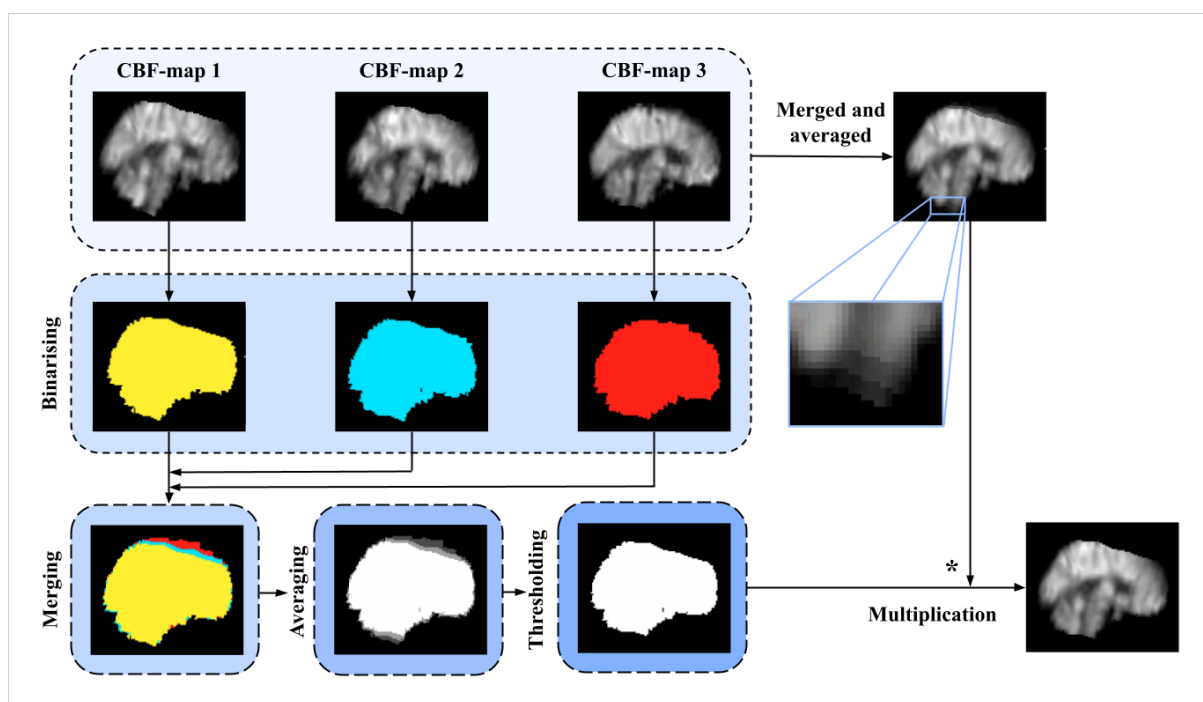 CBF-map 1
CBF-map 2
CBF-map 3
Merged and
averaged
Binarising
Merging
Averaging
Thresholding
*
Multiplication